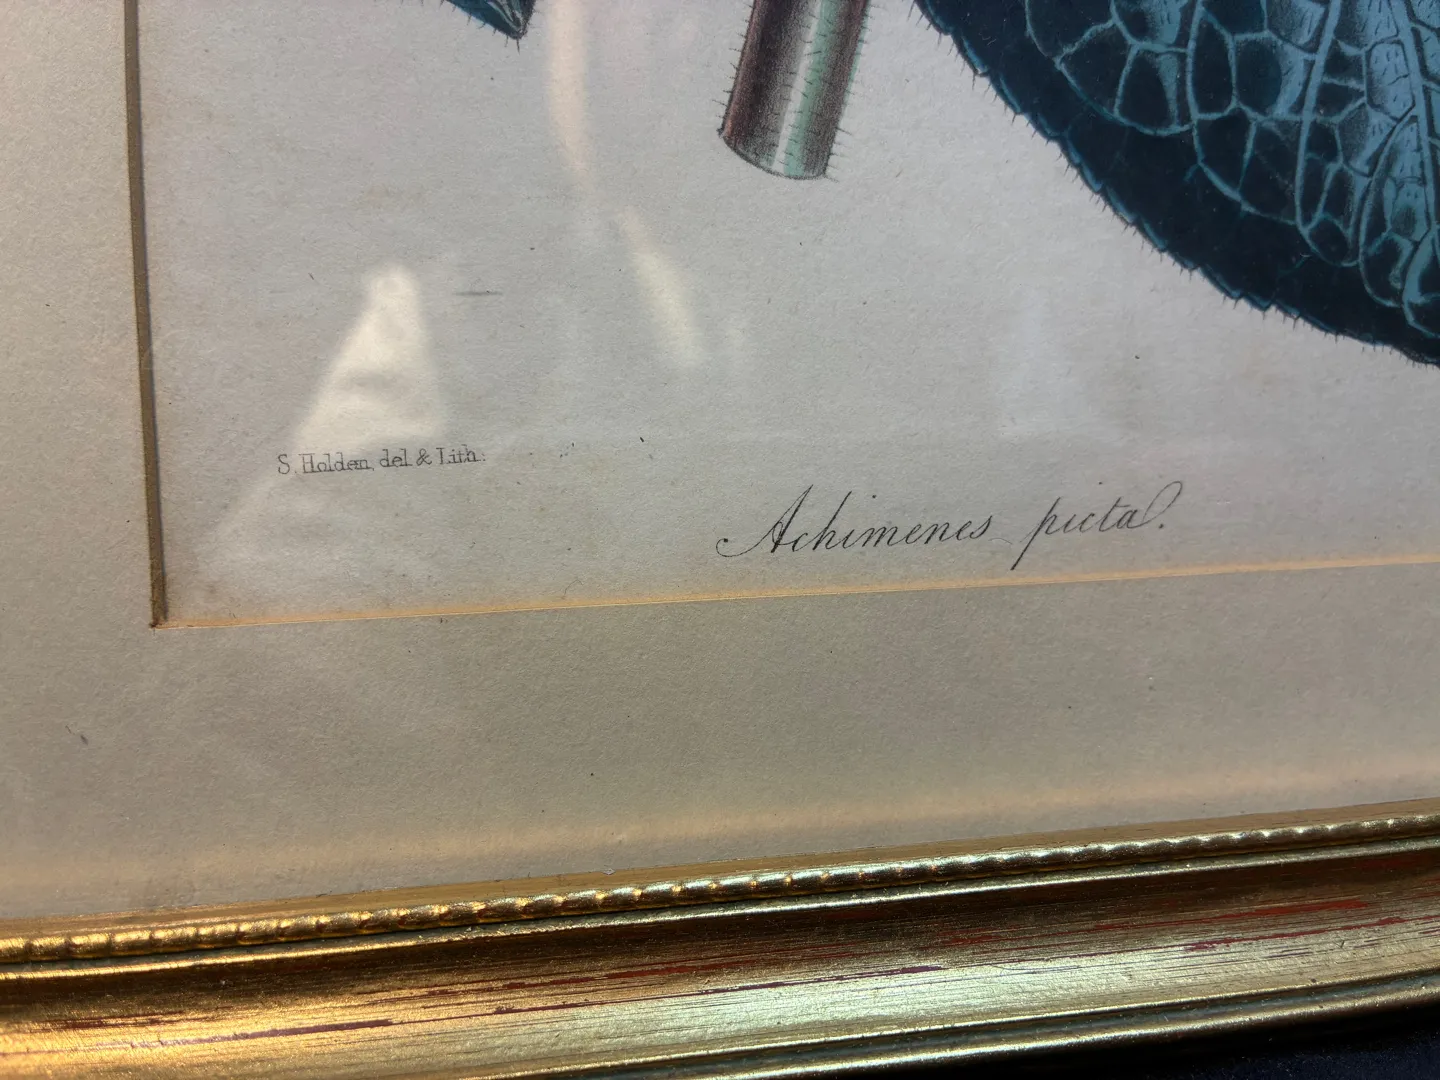 S. Holden, del & Lith:
Achimenes picta.